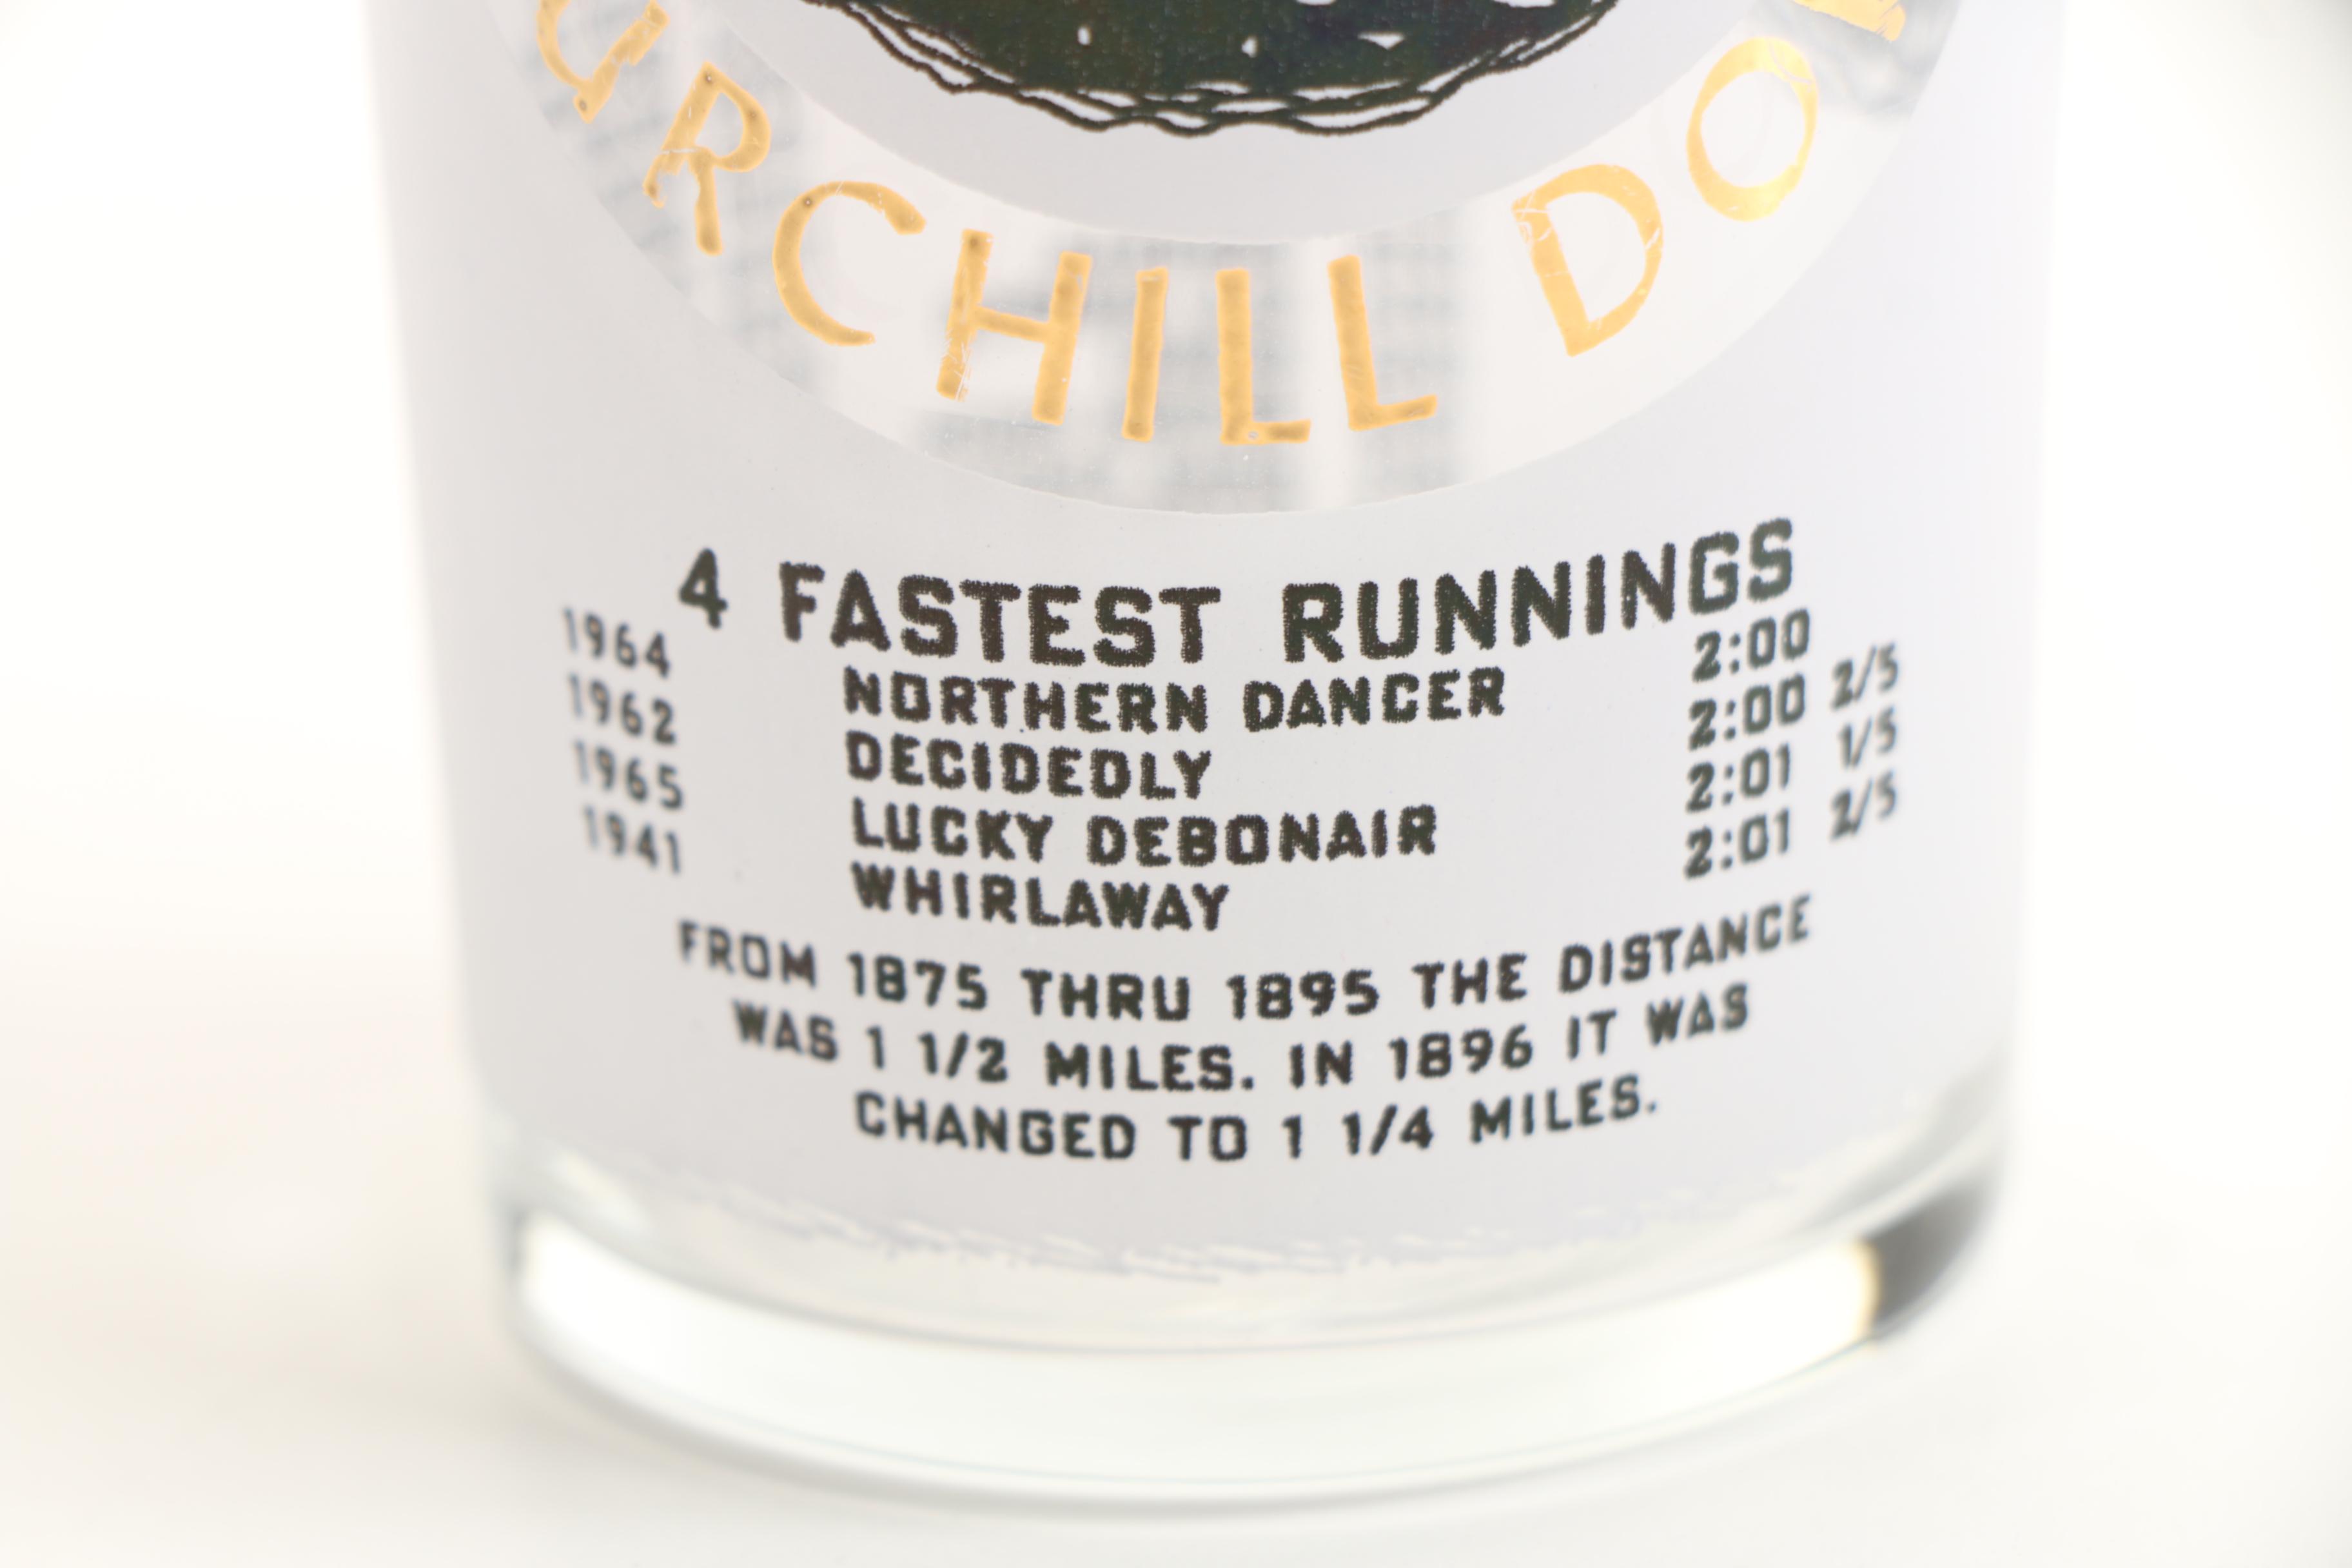 URCHILL DO
4 FASTEST RUNNINGS
1964 NORTHERN DANCER 2:00
1962 DECIDEDLY 2:00 2/5
1965 LUCKY DEBONAIR 2:01 1/5
1941 WHIRLAWAY 2:01 2/5
FROM 1875 THRU 1895 THE DISTANCE
WAS 1 1/2 MILES. IN 1896 IT WAS
CHANGED TO 1 1/4 MILES.